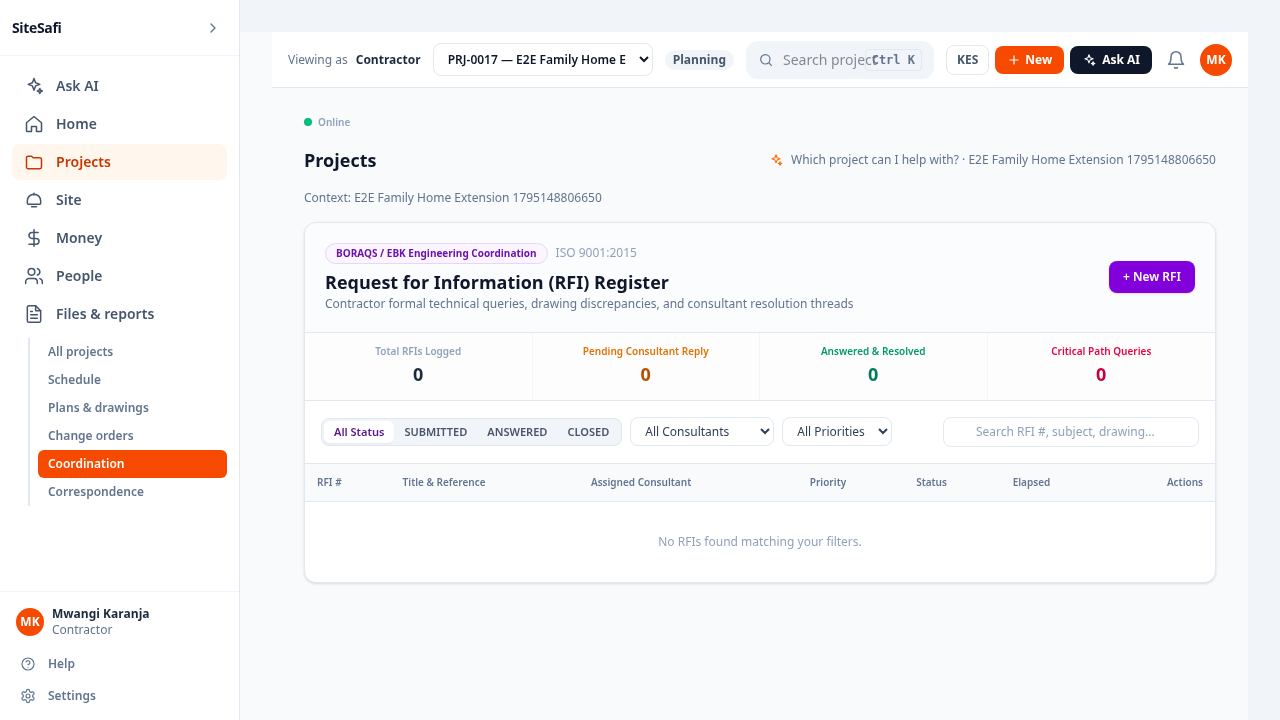 SiteSafi
Ask AI
Home
Projects
Site
Money
People
Files & reports
All projects
Schedule
Plans & drawings
Change orders
Coordination
Correspondence
Mwangi Karanja
Contractor
MK
Help
Settings
Viewing as Contractor
PRJ-0017 — E2E Family Home E
Planning
Search project
Ctrl K
KES
New
Ask AI
MK
Online
Projects
Which project can I help with? · E2E Family Home Extension 1795148806650
Context: E2E Family Home Extension 1795148806650
BORAQS / EBK Engineering Coordination
ISO 9001:2015
Request for Information (RFI) Register
Contractor formal technical queries, drawing discrepancies, and consultant resolution threads
+ New RFI
Total RFIs Logged
0
Pending Consultant Reply
0
Answered & Resolved
0
Critical Path Queries
0
All Status
SUBMITTED
ANSWERED
CLOSED
All Consultants
All Priorities
Search RFI #, subject, drawing...
RFI #
Title & Reference
Assigned Consultant
Priority
Status
Elapsed
Actions
No RFIs found matching your filters.